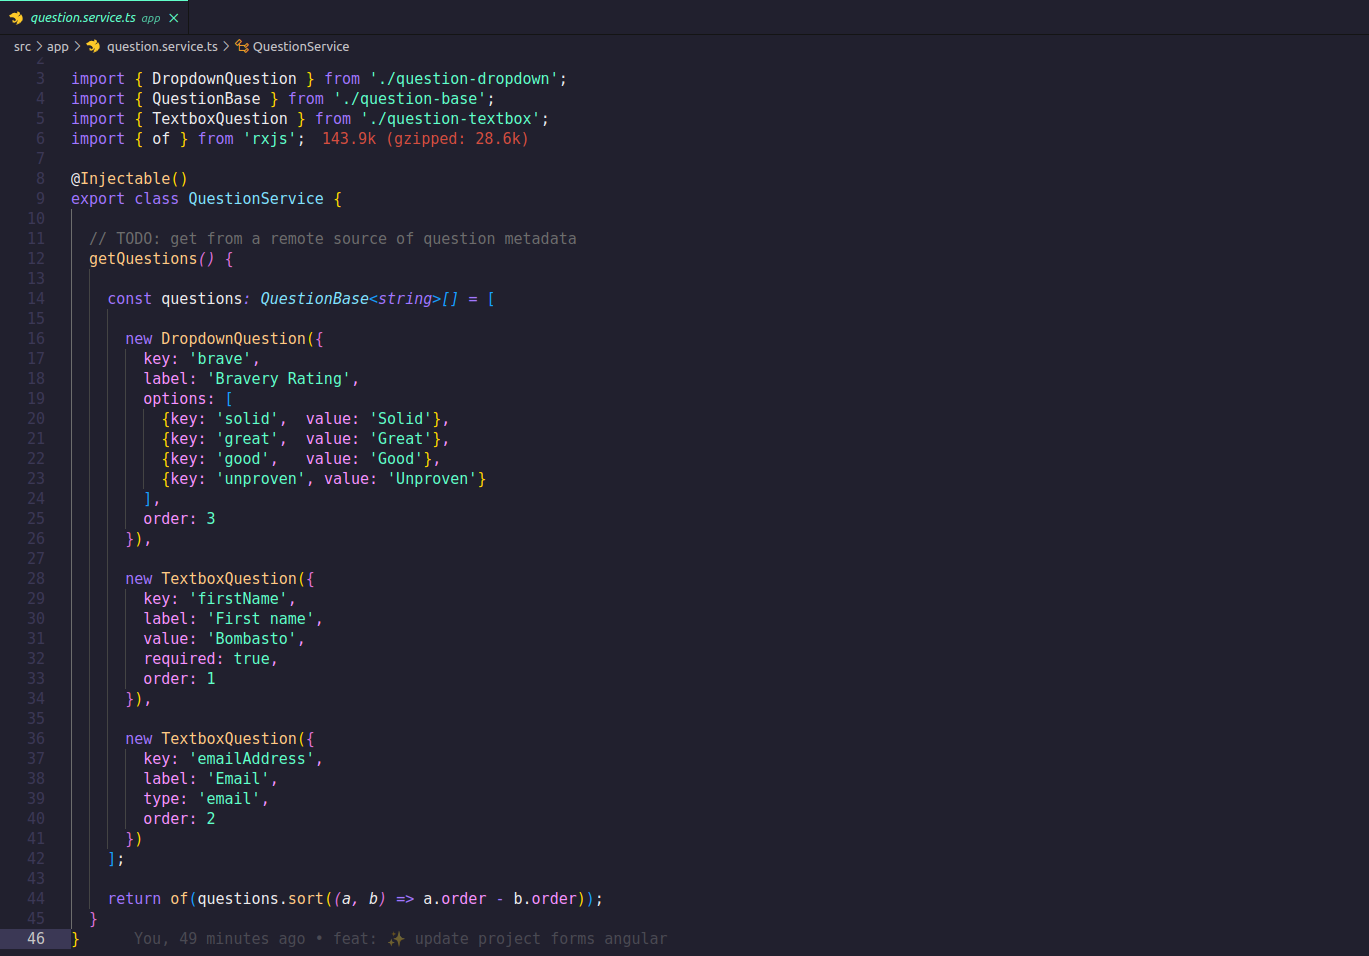 question.service.ts app
src > app > question.service.ts > QuestionService
2
3 import { DropdownQuestion } from './question-dropdown';
4 import { QuestionBase } from './question-base';
5 import { TextboxQuestion } from './question-textbox';
6 import { of } from 'rxjs'; 143.9k (gzipped: 28.6k)
7
8 @Injectable()
9 export class QuestionService {
10
11 // TODO: get from a remote source of question metadata
12 getQuestions() {
13
14 const questions: QuestionBase<string>[] = [
15
16 new DropdownQuestion({
17 key: 'brave',
18 label: 'Bravery Rating',
19 options: [
20 {key: 'solid',  value: 'Solid'},
21 {key: 'great',  value: 'Great'},
22 {key: 'good',   value: 'Good'},
23 {key: 'unproven', value: 'Unproven'}
24 ],
25 order: 3
26 }),
27
28 new TextboxQuestion({
29 key: 'firstName',
30 label: 'First name',
31 value: 'Bombasto',
32 required: true,
33 order: 1
34 }),
35
36 new TextboxQuestion({
37 key: 'emailAddress',
38 label: 'Email',
39 type: 'email',
40 order: 2
41 })
42 ];
43
44 return of(questions.sort((a, b) => a.order - b.order));
45 }
46 } You, 49 minutes ago • feat: ✨ update project forms angular